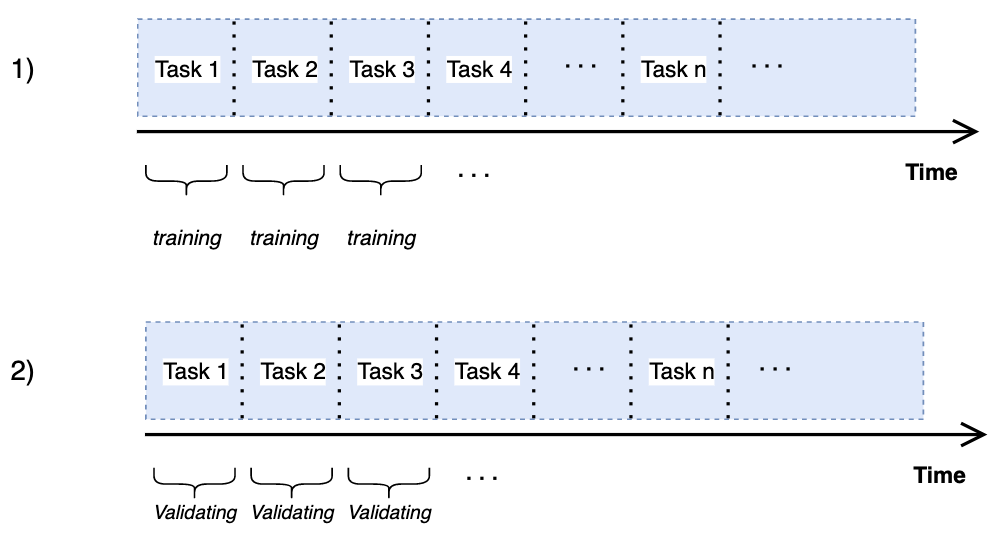 1)
Task 1 Task 2 Task 3 Task 4 ... Task n ...
Time
...
training training training
2)
Task 1 Task 2 Task 3 Task 4 ... Task n ...
Time
...
Validating Validating Validating